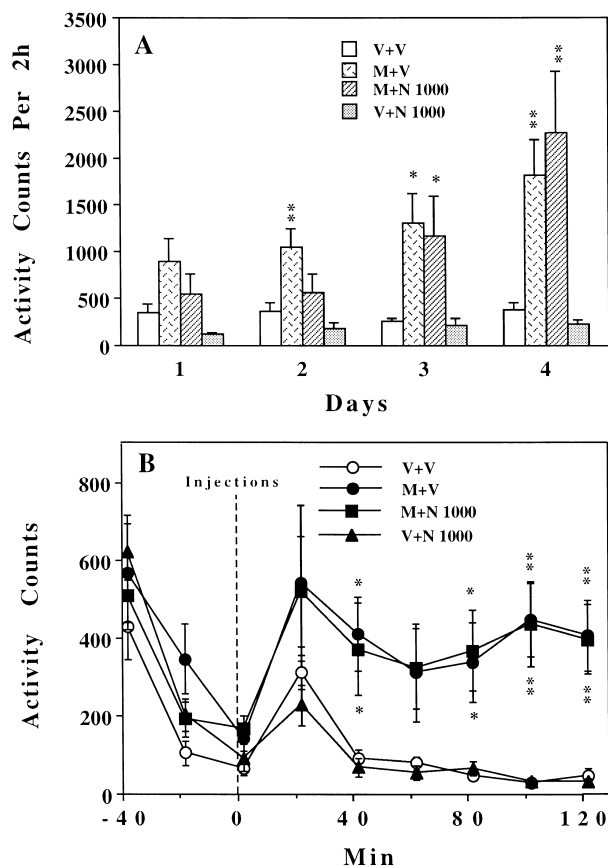 A
V+V
M+V
M+N 1000
V+N 1000
3500
3000
2500
2000
1500
1000
500
0
Activity Counts Per 2h
**
*
*
**
**
1 2 3 4
Days
B
Injections
V+V
M+V
M+N 1000
V+N 1000
800
600
400
200
0
Activity Counts
* * ** **
* * ** **
-40 0 40 80 120
Min